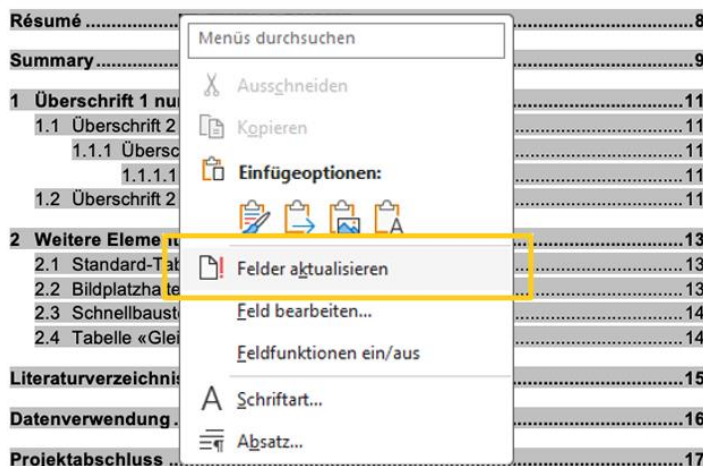 Résumé ..... 8
Summary ..... 9
1 Überschrift 1 nu ..... 11
1.1 Überschrift 2 ..... 11
1.1.1 Übersc ..... 11
1.1.1.1 ..... 11
1.2 Überschrift 2 ..... 11
2 Weitere Element ..... 13
2.1 Standard-Tab ..... 13
2.2 Bildplatzhalte ..... 13
2.3 Schnellbaust ..... 14
2.4 Tabelle «Glei ..... 14
Literaturverzeichnis ..... 15
Datenverwendung ..... 16
Projektabschluss ..... 17
Menüs durchsuchen
Ausschneiden
Kopieren
Einfügeoptionen:
Felder aktualisieren
Feld bearbeiten...
Feldfunktionen ein/aus
Schriftart...
Absatz...